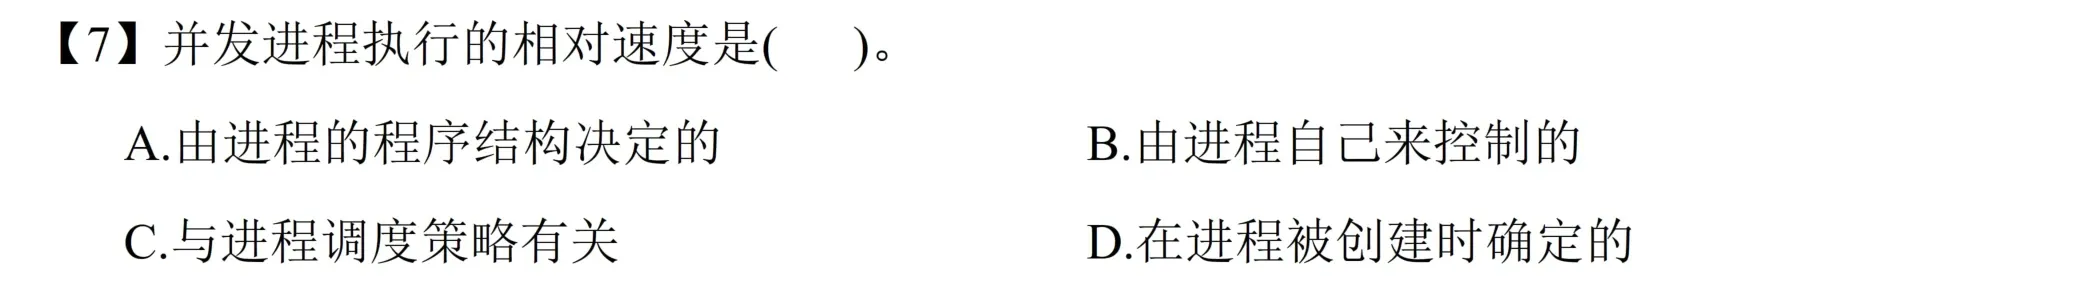 【7】并发进程执行的相对速度是(  )。
A.由进程的程序结构决定的 B.由进程自己来控制的
C.与进程调度策略有关 D.在进程被创建时确定的